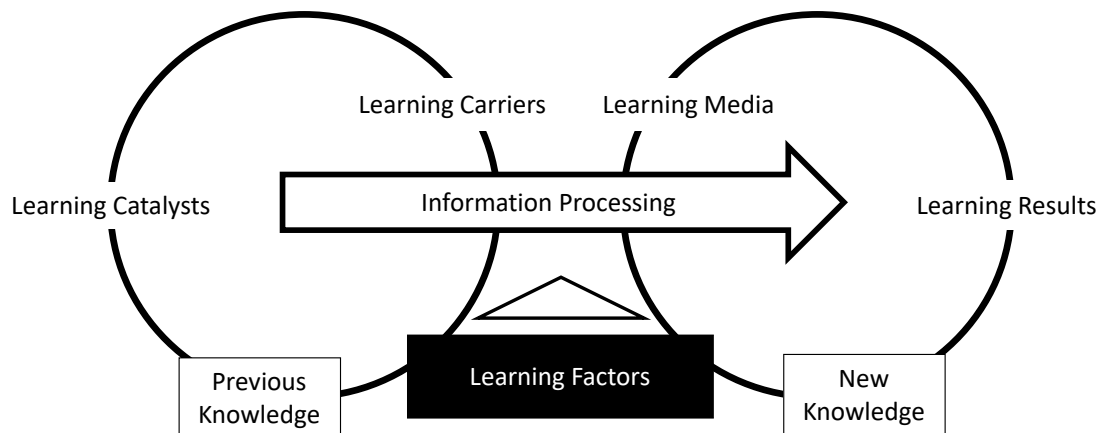 Learning Carriers
Learning Media
Learning Catalysts
Information Processing
Learning Results
Learning Factors
Previous
Knowledge
New
Knowledge